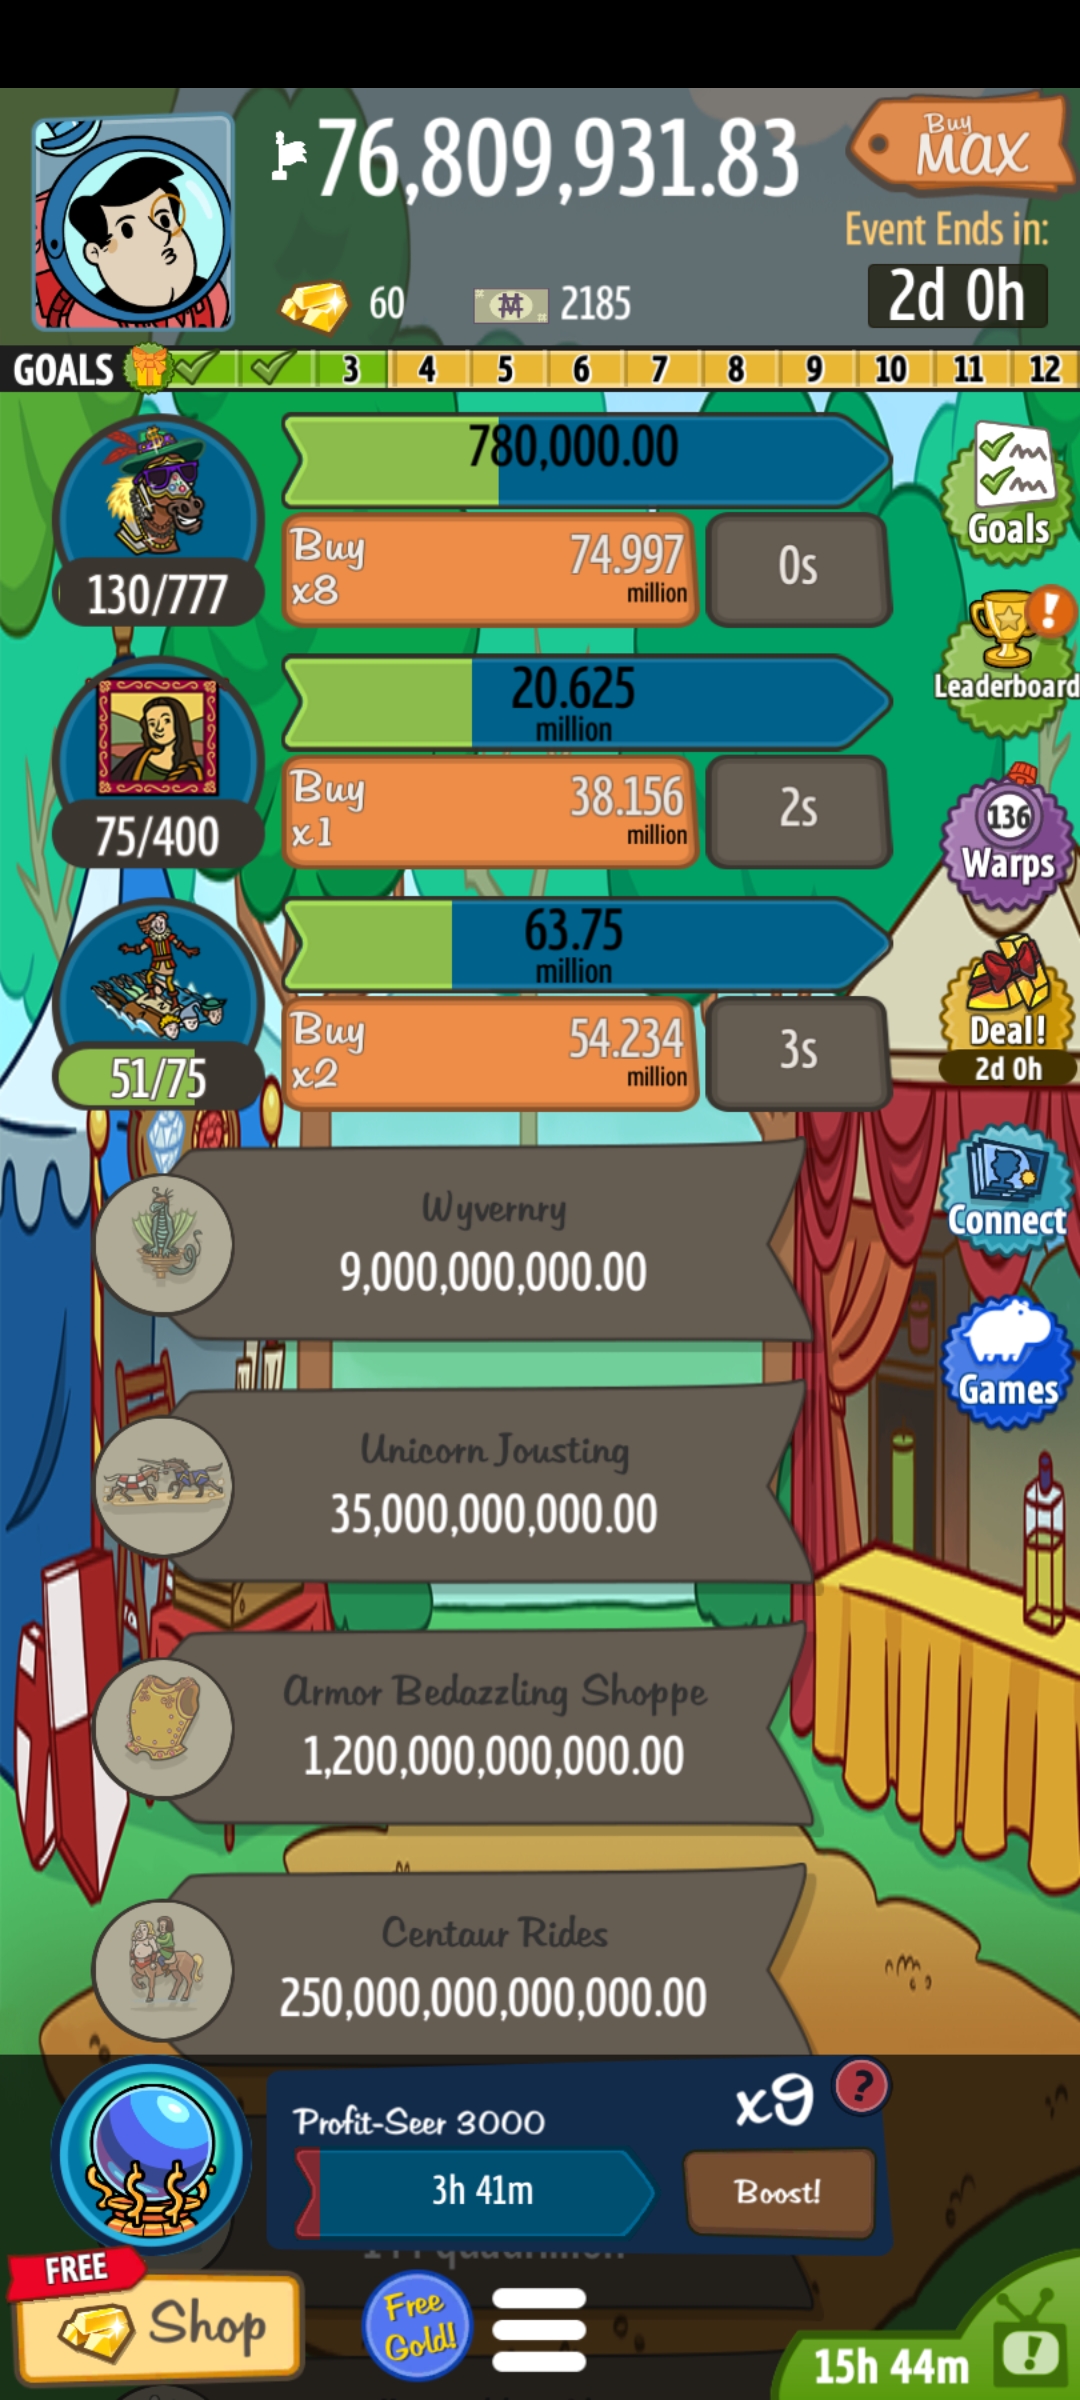 76,809,931.83
Buy
Max
Event Ends in:
60
2185
2d 0h
GOALS
3 4 5 6 7 8 9 10 11 12
780,000.00
Buy
x8
74.997
million
0s
130/777
Goals
Leaderboard
20.625
million
Buy
x1
38.156
million
2s
75/400
136
Warps
63.75
million
Buy
x2
54.234
million
3s
51/75
Deal!
2d 0h
Wyvernry
9,000,000,000.00
Connect
Unicorn Jousting
35,000,000,000.00
Games
Armor Bedazzling Shoppe
1,200,000,000,000.00
Centaur Rides
250,000,000,000,000.00
Profit-Seer 3000
x9
?
3h 41m
Boost!
FREE
Shop
Free
Gold!
15h 44m